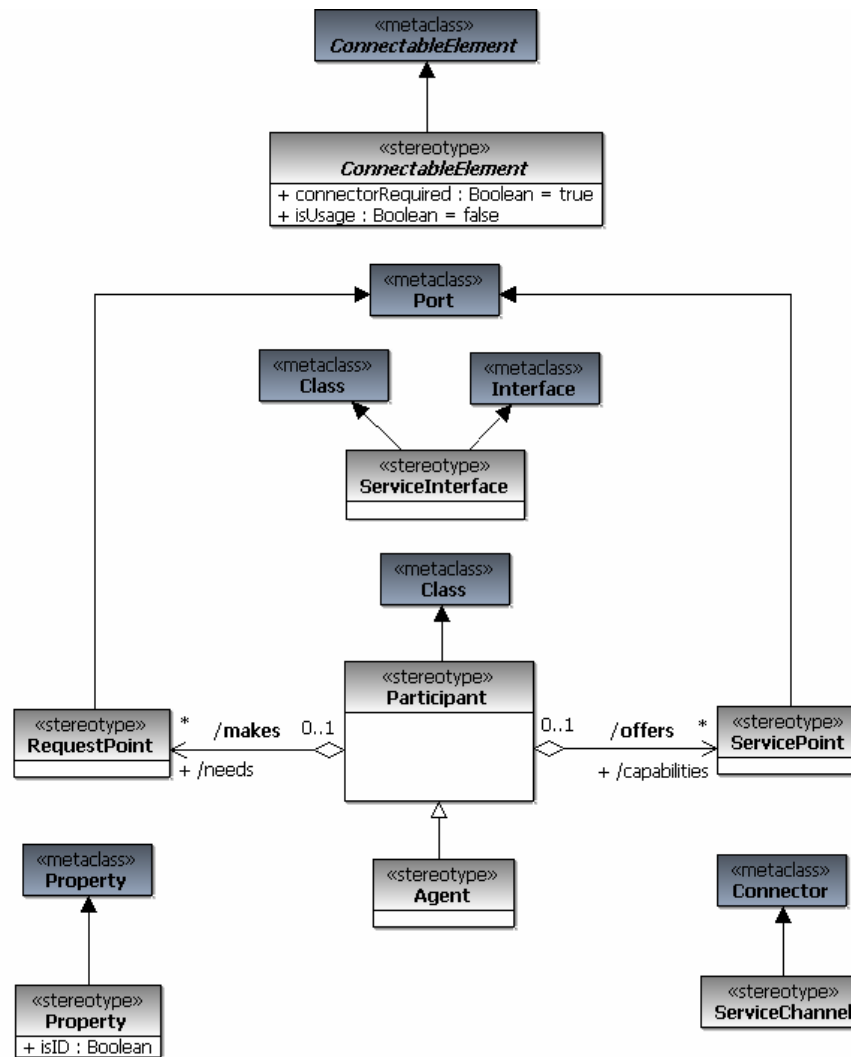 «metaclass»
ConnectableElement
«stereotype»
ConnectableElement
+ connectorRequired : Boolean = true
+ isUsage : Boolean = false
«metaclass»
Port
«metaclass»
Class
«metaclass»
Interface
«stereotype»
ServiceInterface
«metaclass»
Class
«stereotype»
Participant
«stereotype»
RequestPoint
* /makes 0..1
+ /needs
0..1 /offers *
+ /capabilities
«stereotype»
ServicePoint
«metaclass»
Property
«stereotype»
Agent
«metaclass»
Connector
«stereotype»
Property
+ isID : Boolean
«stereotype»
ServiceChannel